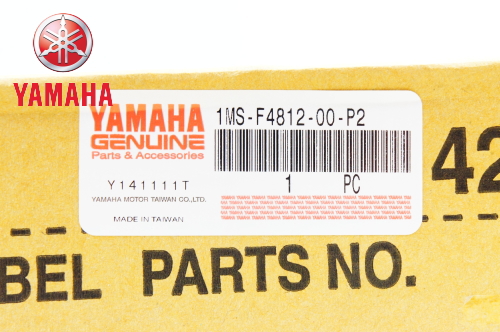 YAMAHA
YAMAHA
GENUINE
Parts & Accessories
Y141111T
YAMAHA MOTOR TAIWAN CO.,LTD.
MADE IN TAIWAN
1MS-F4812-00-P2
1 PC
42
BEL PARTS NO.